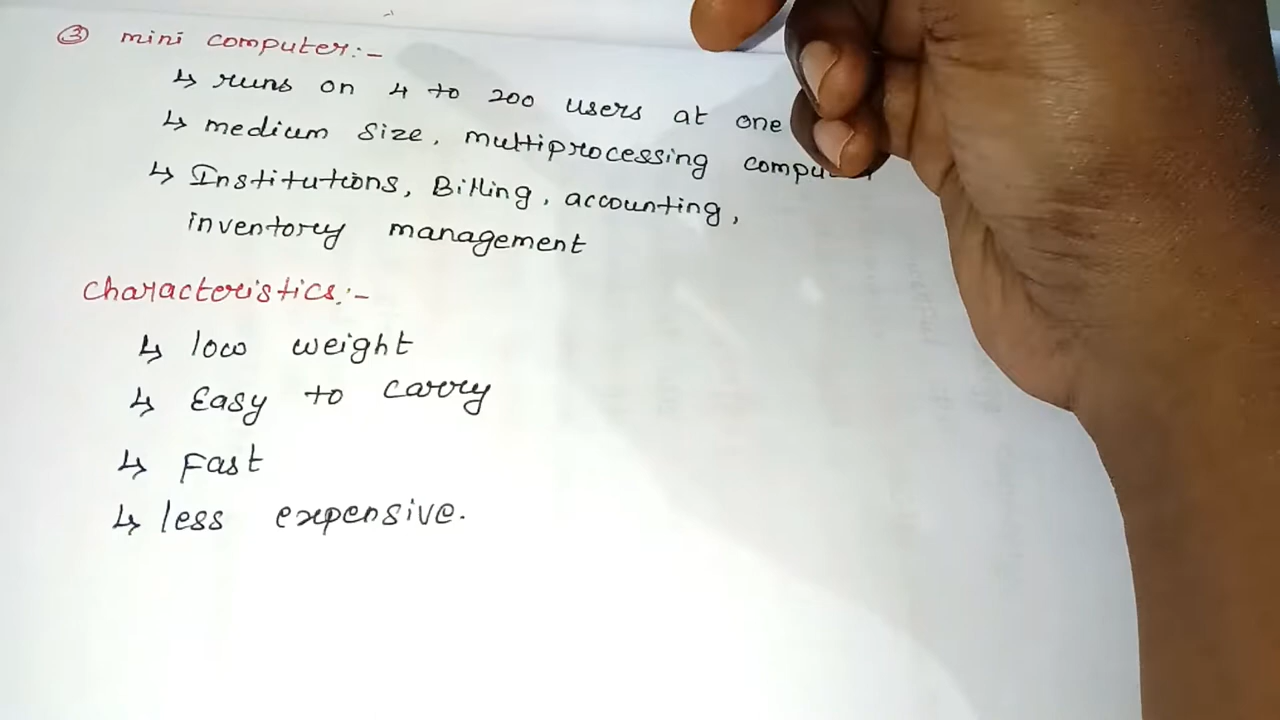 ③ mini computer:-
↳ runs on 4 to 200 users at one
↳ medium size, multiprocessing
↳ Institutions, Billing, accounting,
inventory management
characteristics:-
↳ low weight
↳ Easy to carry
↳ Fast
↳ less expensive.